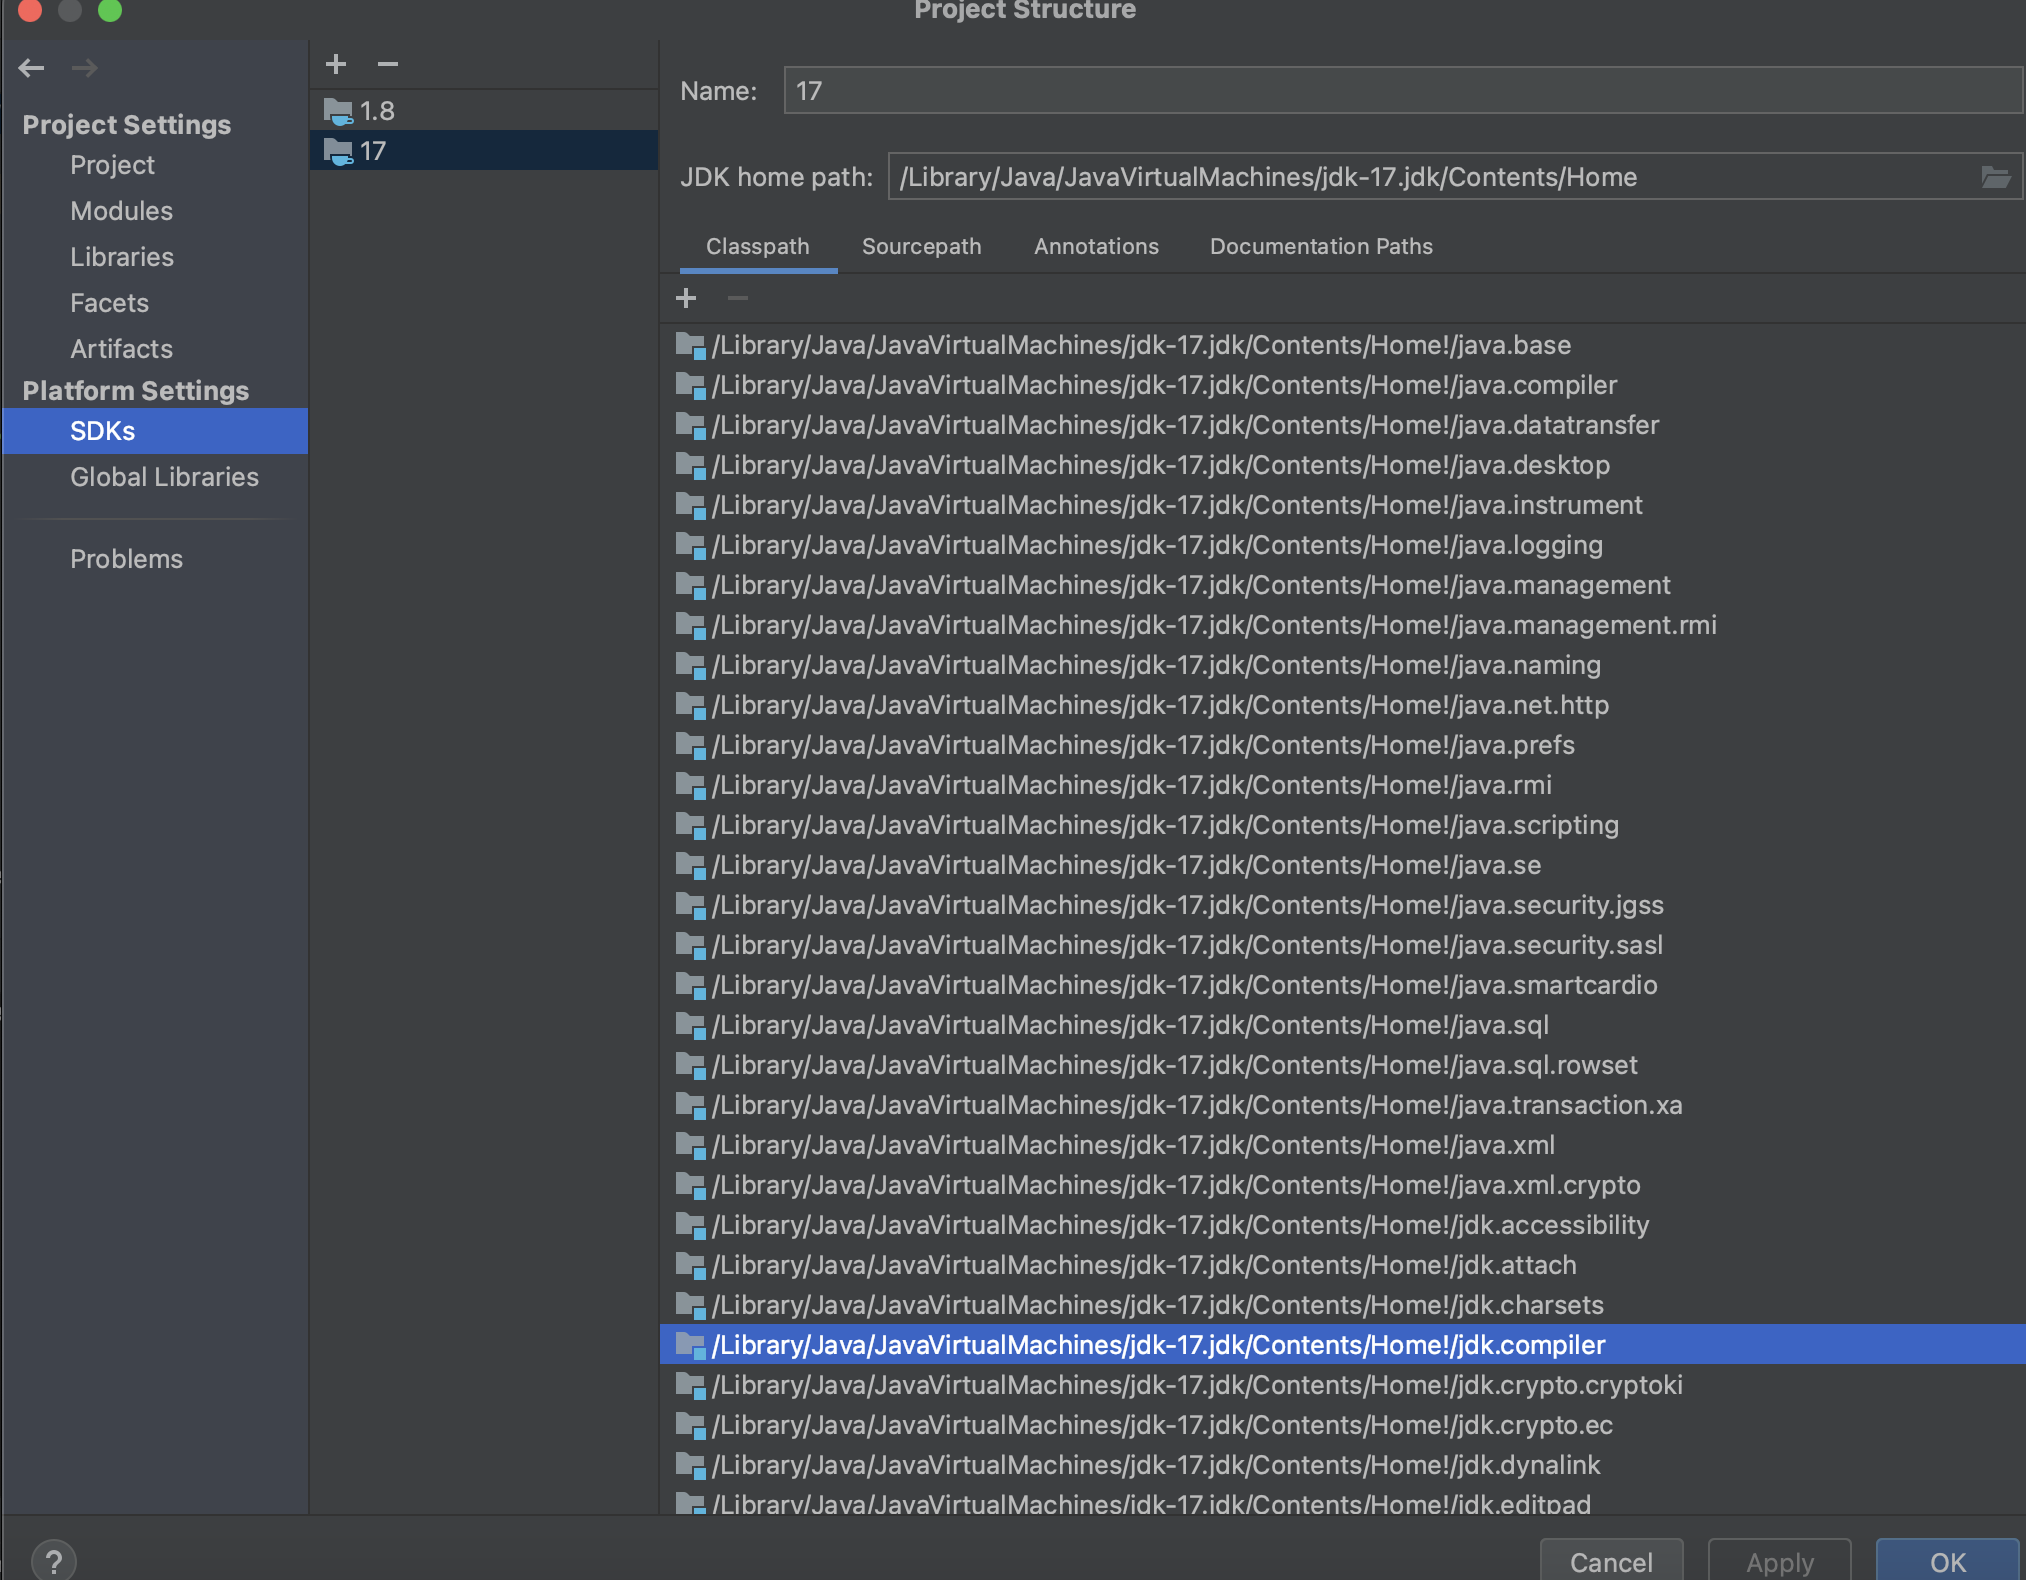 Project Structure
Project Settings
Project
Modules
Libraries
Facets
Artifacts
Platform Settings
SDKs
Global Libraries
Problems
1.8
17
Name: 17
JDK home path: /Library/Java/JavaVirtualMachines/jdk-17.jdk/Contents/Home
Classpath Sourcepath Annotations Documentation Paths
/Library/Java/JavaVirtualMachines/jdk-17.jdk/Contents/Home!/java.base
/Library/Java/JavaVirtualMachines/jdk-17.jdk/Contents/Home!/java.compiler
/Library/Java/JavaVirtualMachines/jdk-17.jdk/Contents/Home!/java.datatransfer
/Library/Java/JavaVirtualMachines/jdk-17.jdk/Contents/Home!/java.desktop
/Library/Java/JavaVirtualMachines/jdk-17.jdk/Contents/Home!/java.instrument
/Library/Java/JavaVirtualMachines/jdk-17.jdk/Contents/Home!/java.logging
/Library/Java/JavaVirtualMachines/jdk-17.jdk/Contents/Home!/java.management
/Library/Java/JavaVirtualMachines/jdk-17.jdk/Contents/Home!/java.management.rmi
/Library/Java/JavaVirtualMachines/jdk-17.jdk/Contents/Home!/java.naming
/Library/Java/JavaVirtualMachines/jdk-17.jdk/Contents/Home!/java.net.http
/Library/Java/JavaVirtualMachines/jdk-17.jdk/Contents/Home!/java.prefs
/Library/Java/JavaVirtualMachines/jdk-17.jdk/Contents/Home!/java.rmi
/Library/Java/JavaVirtualMachines/jdk-17.jdk/Contents/Home!/java.scripting
/Library/Java/JavaVirtualMachines/jdk-17.jdk/Contents/Home!/java.se
/Library/Java/JavaVirtualMachines/jdk-17.jdk/Contents/Home!/java.security.jgss
/Library/Java/JavaVirtualMachines/jdk-17.jdk/Contents/Home!/java.security.sasl
/Library/Java/JavaVirtualMachines/jdk-17.jdk/Contents/Home!/java.smartcardio
/Library/Java/JavaVirtualMachines/jdk-17.jdk/Contents/Home!/java.sql
/Library/Java/JavaVirtualMachines/jdk-17.jdk/Contents/Home!/java.sql.rowset
/Library/Java/JavaVirtualMachines/jdk-17.jdk/Contents/Home!/java.transaction.xa
/Library/Java/JavaVirtualMachines/jdk-17.jdk/Contents/Home!/java.xml
/Library/Java/JavaVirtualMachines/jdk-17.jdk/Contents/Home!/java.xml.crypto
/Library/Java/JavaVirtualMachines/jdk-17.jdk/Contents/Home!/jdk.accessibility
/Library/Java/JavaVirtualMachines/jdk-17.jdk/Contents/Home!/jdk.attach
/Library/Java/JavaVirtualMachines/jdk-17.jdk/Contents/Home!/jdk.charsets
/Library/Java/JavaVirtualMachines/jdk-17.jdk/Contents/Home!/jdk.compiler
/Library/Java/JavaVirtualMachines/jdk-17.jdk/Contents/Home!/jdk.crypto.cryptoki
/Library/Java/JavaVirtualMachines/jdk-17.jdk/Contents/Home!/jdk.crypto.ec
/Library/Java/JavaVirtualMachines/jdk-17.jdk/Contents/Home!/jdk.dynalink
/Library/Java/JavaVirtualMachines/jdk-17.jdk/Contents/Home!/jdk.editpad
? Cancel Apply OK